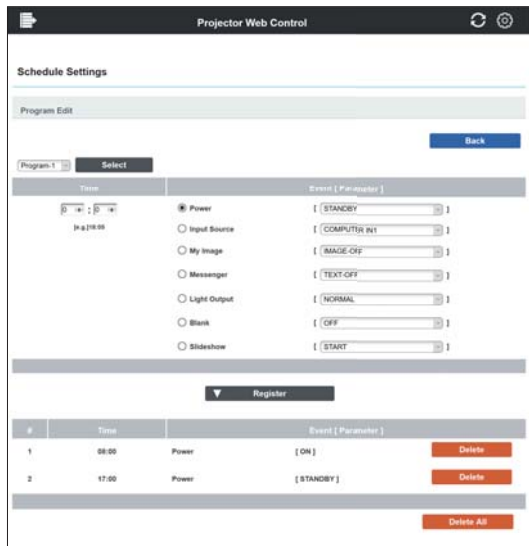 Projector Web Control
Schedule Settings
Program Edit
Back
Program-1 Select
Time Event [ Parameter ]
0 : 0 Power [ STANDBY ]
[e.g.]18:05 Input Source [ COMPUTER IN1 ]
My Image [ IMAGE-OFF ]
Messenger [ TEXT-OFF ]
Light Output [ NORMAL ]
Blank [ OFF ]
Slideshow [ START ]
Register
# Time Event [ Parameter ]
1 08:00 Power [ ON ] Delete
2 17:00 Power [ STANDBY ] Delete
Delete All